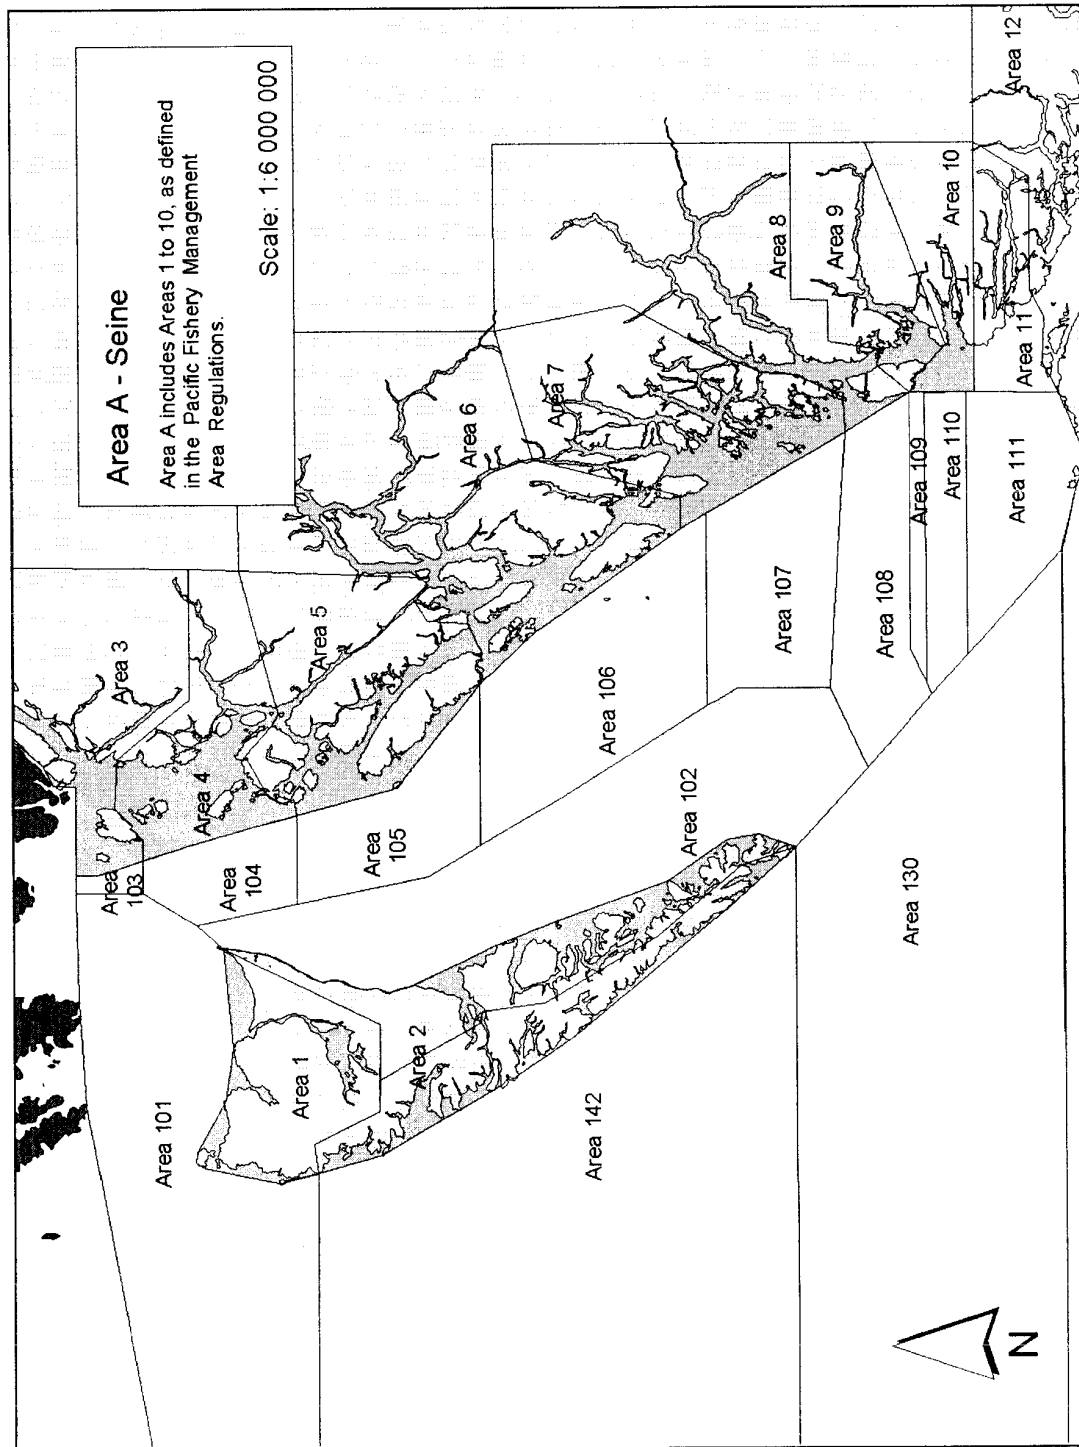 Area A - Seine
Area A includes Areas 1 to 10, as defined
in the Pacific Fishery Management
Area Regulations.
Scale: 1:6 000 000
Area 3
Area 4
Area 5
Area 6
Area 7
Area 8
Area 9
Area 10
Area 11
Area 12
Area
103
Area
104
Area
105
Area 106
Area 107
Area 108
Area 109
Area 110
Area 111
Area 101
Area 1
Area 2
Area 102
Area 142
Area 130
N